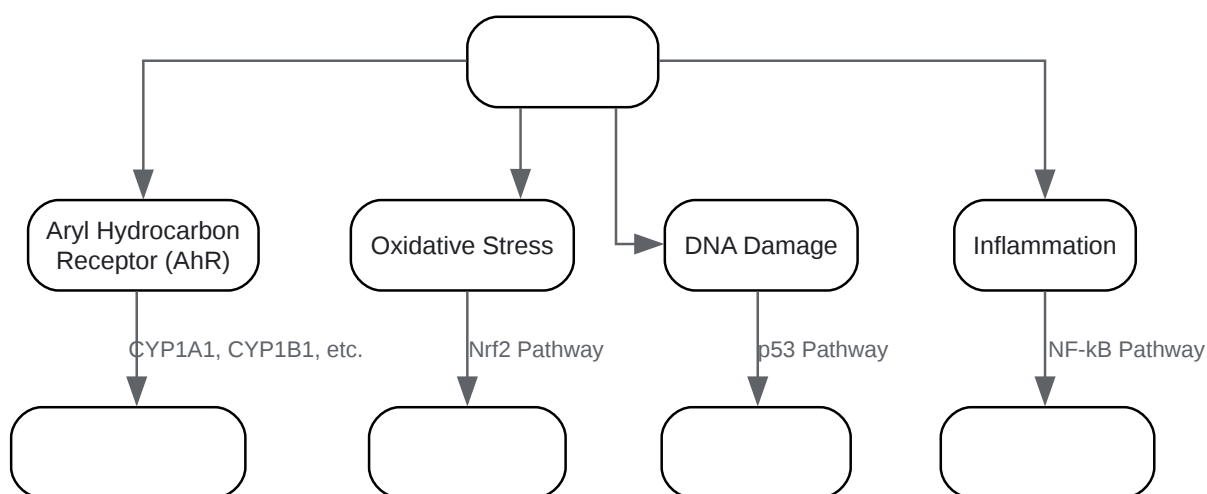 Aryl Hydrocarbon
Receptor (AhR)
Oxidative Stress
DNA Damage
Inflammation
CYP1A1, CYP1B1, etc.
Nrf2 Pathway
p53 Pathway
NF-kB Pathway